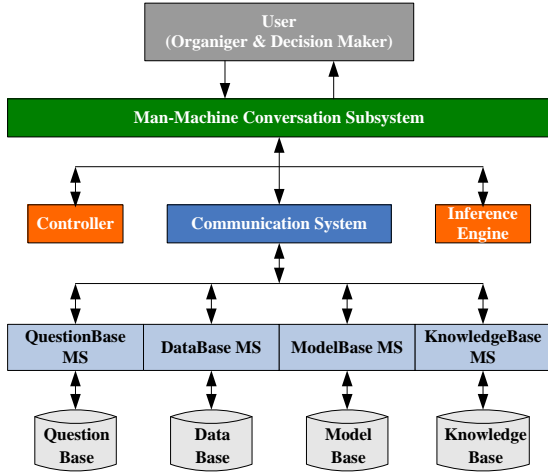 User
(Organiger & Decision Maker)
Man-Machine Conversation Subsystem
Controller
Communication System
Inference
Engine
QuestionBase
MS
DataBase MS
ModelBase MS
KnowledgeBase
MS
Question
Base
Data
Base
Model
Base
Knowledge
Base